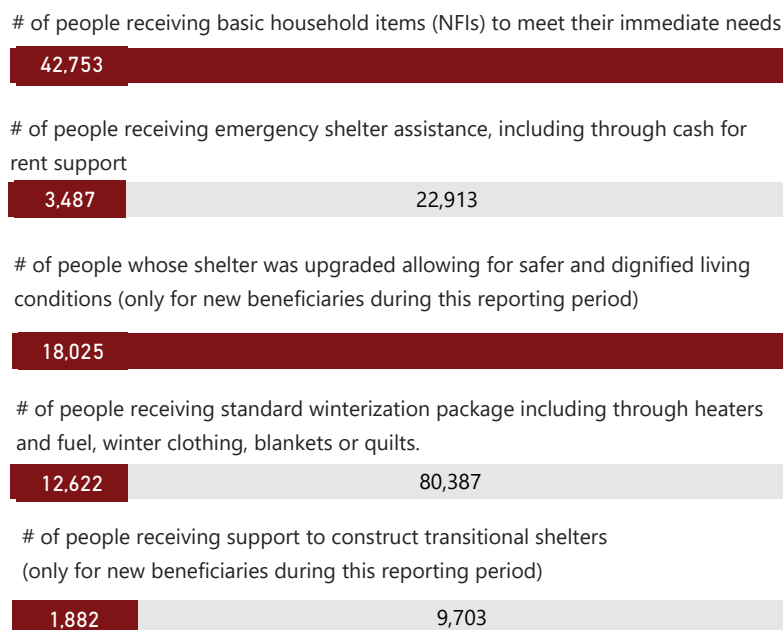 # of people receiving basic household items (NFIs) to meet their immediate needs
42,753
# of people receiving emergency shelter assistance, including through cash for
rent support
3,487 22,913
# of people whose shelter was upgraded allowing for safer and dignified living
conditions (only for new beneficiaries during this reporting period)
18,025
# of people receiving standard winterization package including through heaters
and fuel, winter clothing, blankets or quilts.
12,622 80,387
# of people receiving support to construct transitional shelters
(only for new beneficiaries during this reporting period)
1,882 9,703